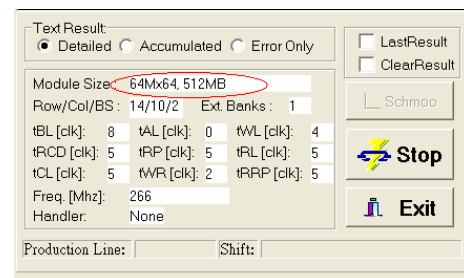 Text Result:
Detailed Accumulated Error Only
LastResult
ClearResult
Module Size: 64Mx64, 512MB
Row/Col/BS: 14/10/2 Ext. Banks: 1
Schmoo
tBL [clk]: 8 tAL [clk]: 0 tWL [clk]: 4
tRCD [clk]: 5 tRP [clk]: 5 tRL [clk]: 5
tCL [clk]: 5 tWR [clk]: 2 tRRP [clk]: 5
Stop
Freq. [Mhz]: 266
Handler: None
Exit
Production Line: Shift: